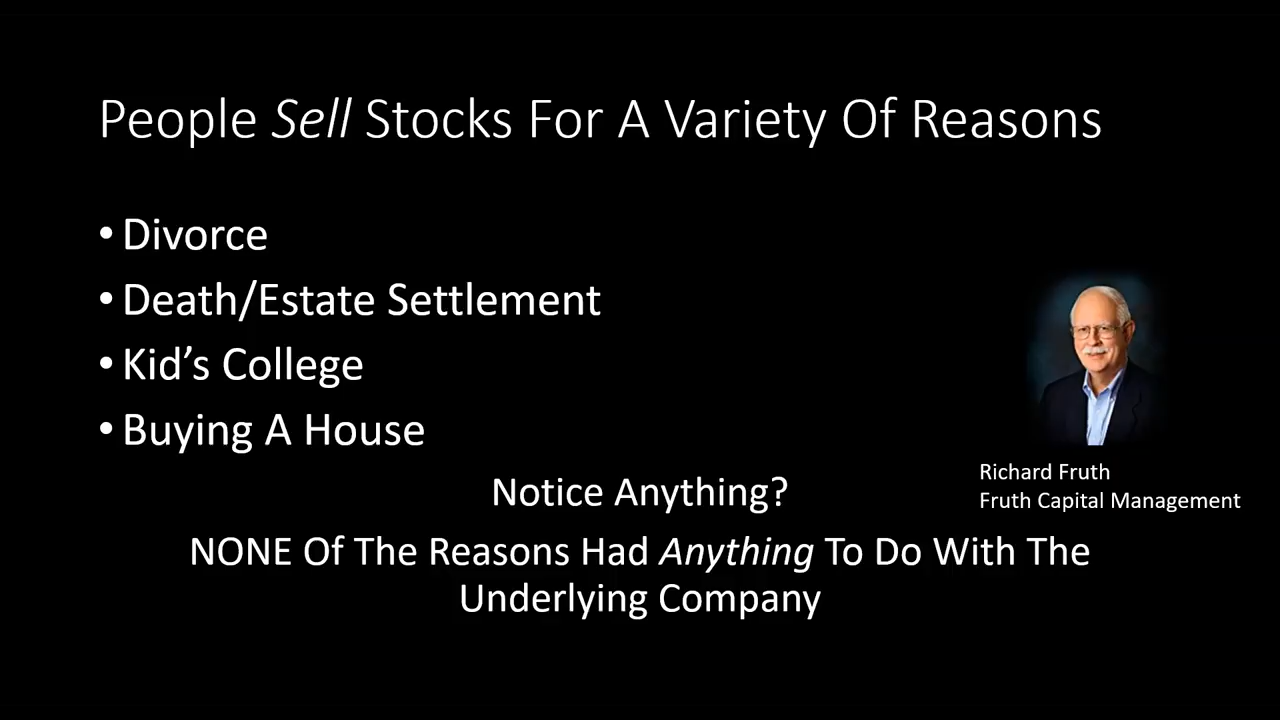 People Sell Stocks For A Variety Of Reasons
• Divorce
• Death/Estate Settlement
• Kid’s College
• Buying A House
Notice Anything?
NONE Of The Reasons Had Anything To Do With The
Underlying Company
Richard Fruth
Fruth Capital Management